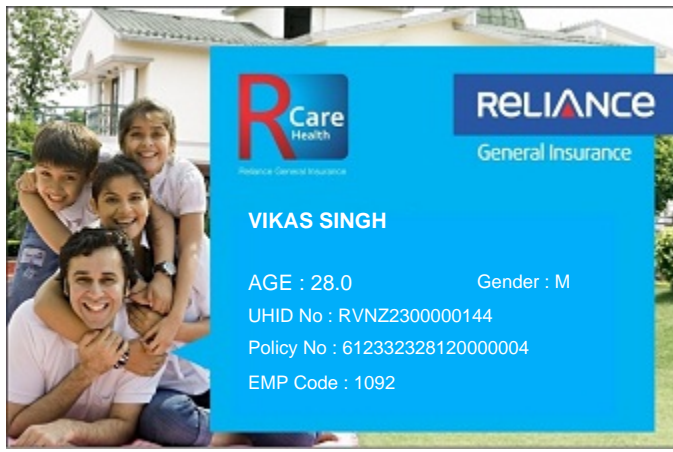 R Care
Health
Reliance General Insurance
RELIANCE
General Insurance
VIKAS SINGH
AGE : 28.0 Gender : M
UHID No : RVNZ2300000144
Policy No : 612332328120000004
EMP Code : 1092